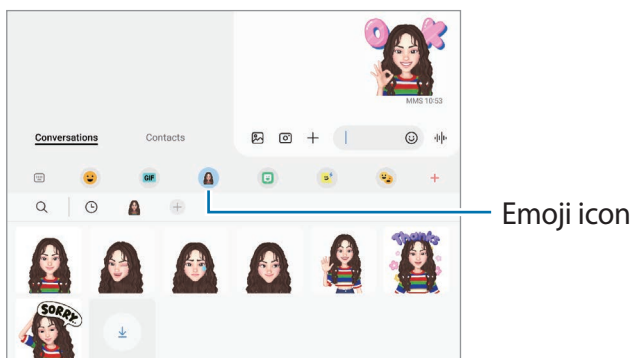 OK
MMS 10:53
Conversations
Contacts
GIF
Emoji icon
Thanks
SORRY